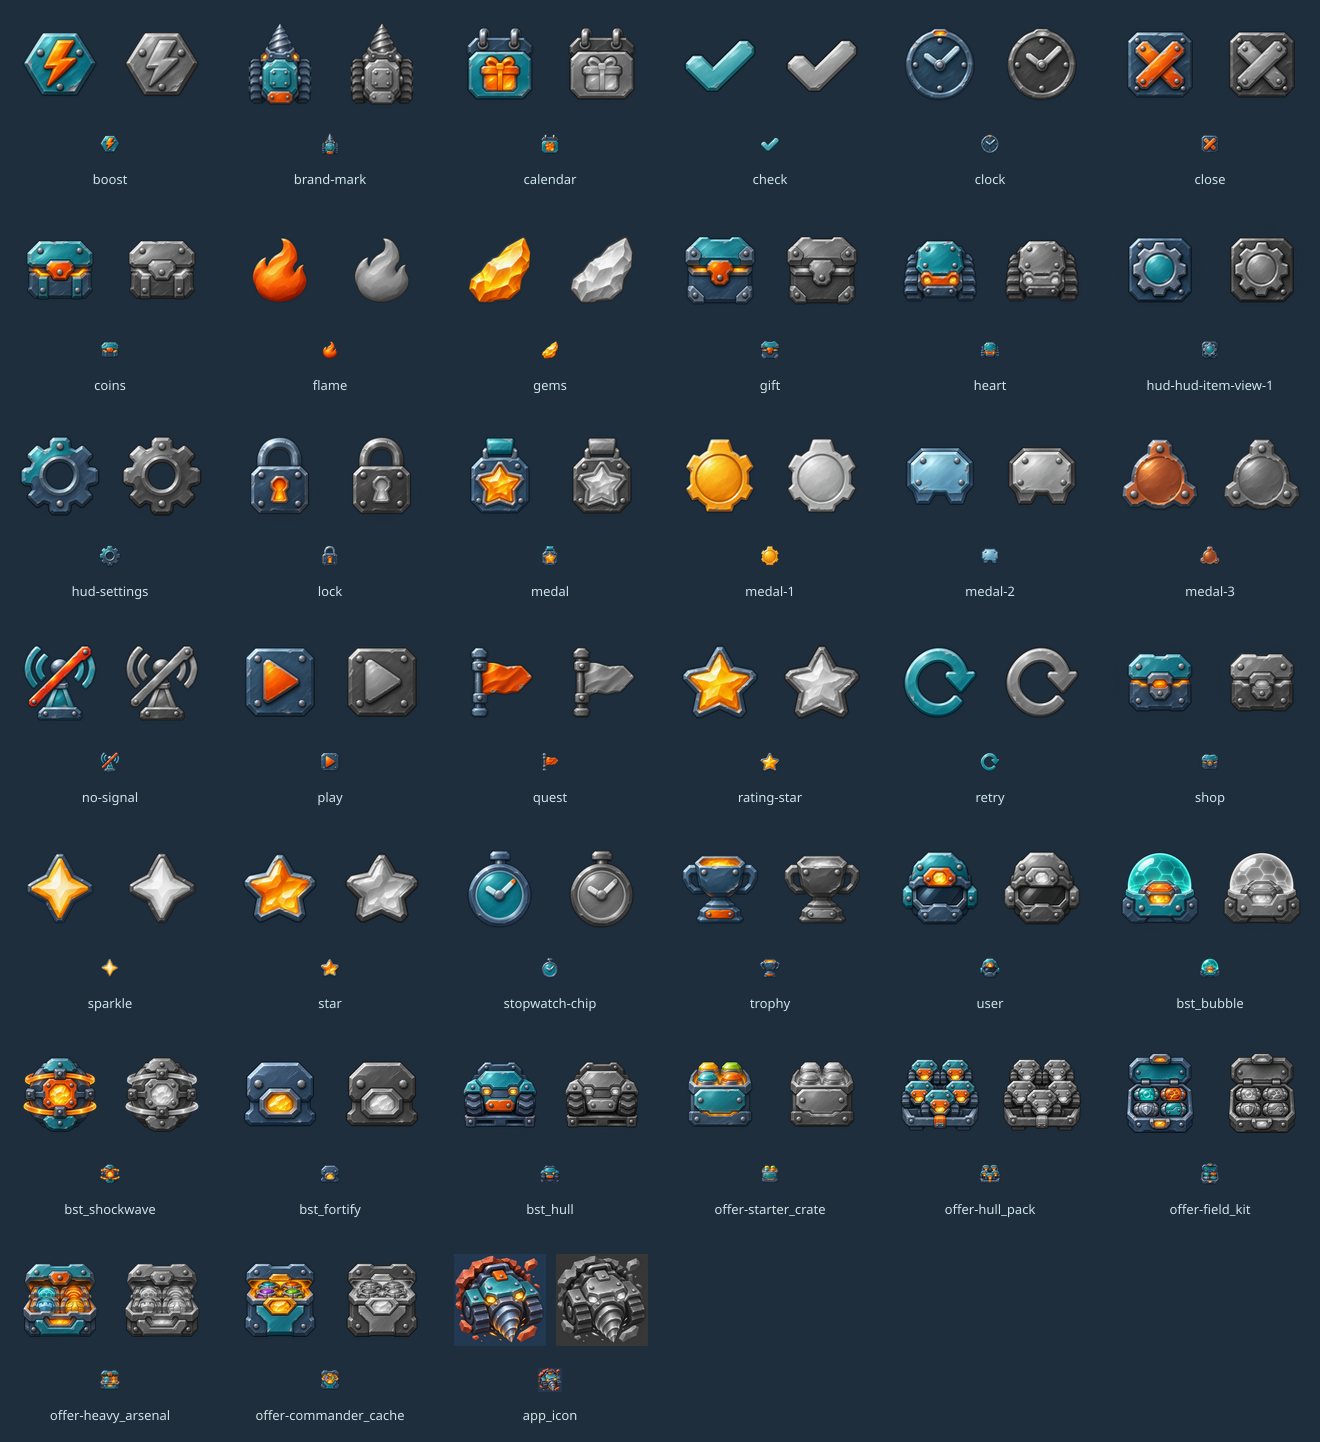 boost
brand-mark
calendar
check
clock
close
coins
flame
gems
gift
heart
hud-hud-item-view-1
hud-settings
lock
medal
medal-1
medal-2
medal-3
no-signal
play
quest
rating-star
retry
shop
sparkle
star
stopwatch-chip
trophy
user
bst_bubble
bst_shockwave
bst_fortify
bst_hull
offer-starter_crate
offer-hull_pack
offer-field_kit
offer-heavy_arsenal
offer-commander_cache
app_icon